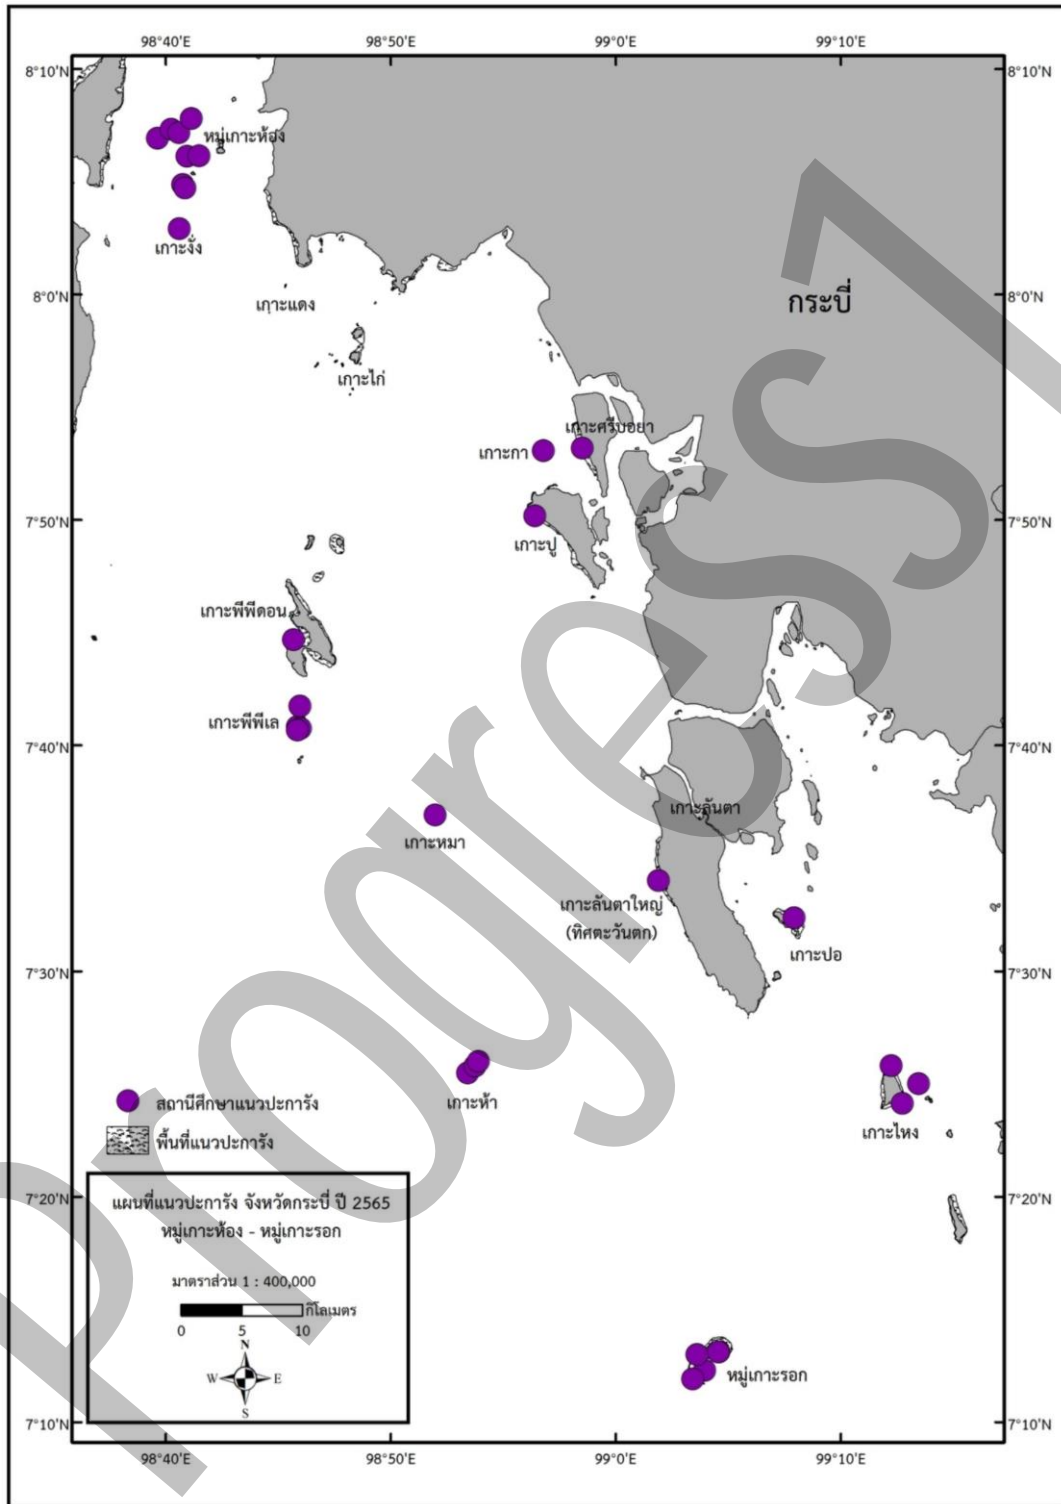 98°40'E 98°50'E 99°0'E 99°10'E
8°10'N 8°10'N
หมู่เกาะห้อง
เกาะงั่ง
8°0'N 8°0'N
เกาะแดง
กระบี่
เกาะไก่
เกาะศรีบอยา
เกาะกา
7°50'N 7°50'N
เกาะปู
เกาะพีพีดอน
เกาะพีพีเล
7°40'N 7°40'N
เกาะลันตา
เกาะหมา
เกาะลันตาใหญ่
(ทิศตะวันตก)
เกาะปอ
7°30'N 7°30'N
เกาะห้า
เกาะไหง
สถานีศึกษาแนวปะการัง
พื้นที่แนวปะการัง
7°20'N 7°20'N
แผนที่แนวปะการัง จังหวัดกระบี่ ปี 2565
หมู่เกาะห้อง - หมู่เกาะรอก
มาตราส่วน 1 : 400,000
กิโลเมตร
0 5 10
N
W E
S
หมู่เกาะรอก
7°10'N 7°10'N
98°40'E 98°50'E 99°0'E 99°10'E